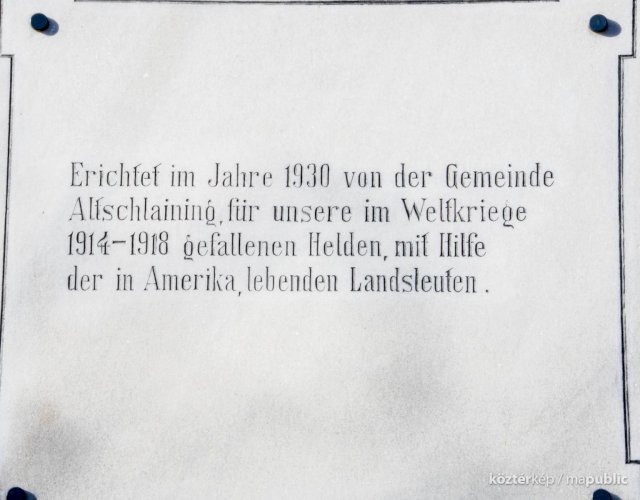 Erichtet im Jahre 1930 von der Gemeinde
Altschlaining, für unsere im Weltkriege
1914-1918 gefallenen Helden, mit Hilfe
der in Amerika, lebenden Landsleuten.
köztérkép / mapublic